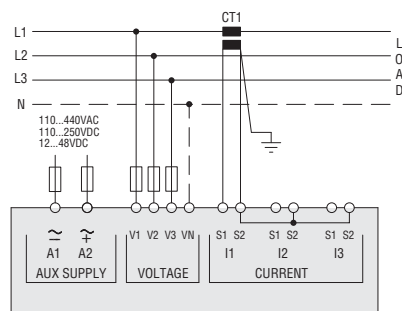 CT1
L1
L2
L3
N
LOAD
110...440VAC
110...250VDC
12...48VDC
V1 V2 V3 VN
S1 S2 S1 S2 S1 S2
A1 A2
I1 I2 I3
AUX SUPPLY VOLTAGE CURRENT